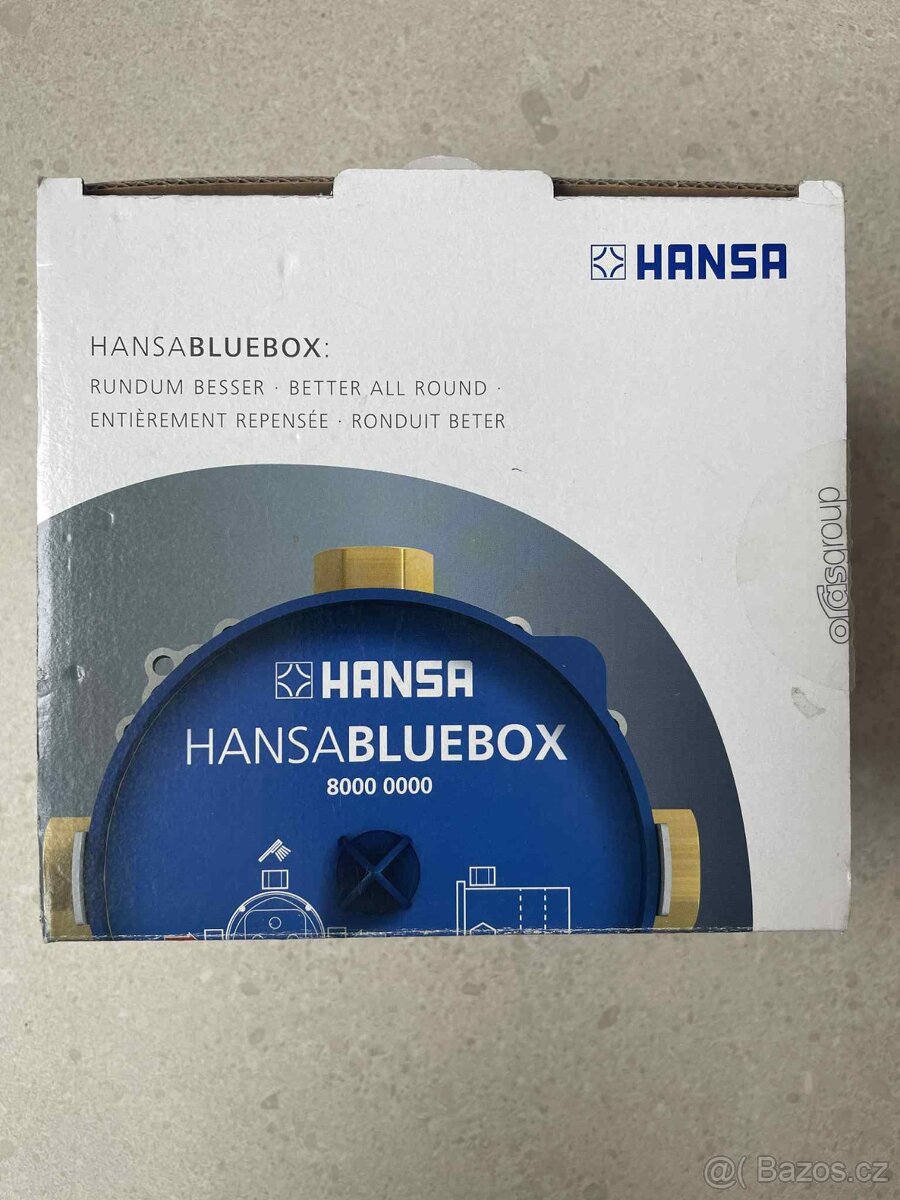 HANSA
HANSABLUEBOX:
RUNDUM BESSER · BETTER ALL ROUND ·
ENTIÈREMENT REPENSÉE · RONDUIT BETER
orasgroup
HANSA
HANSABLUEBOX
8000 0000
@( Bazos.cz